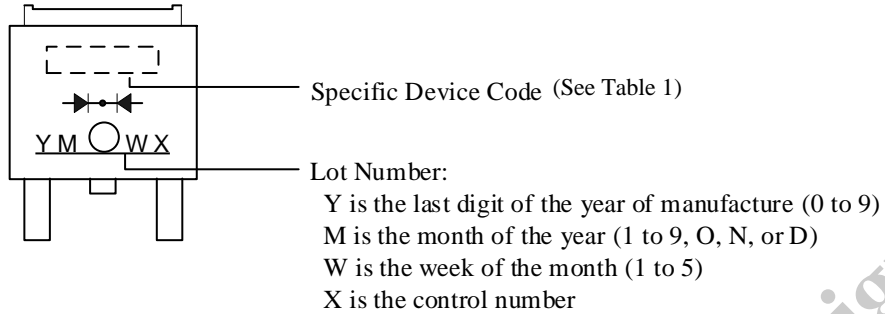 Specific Device Code (See Table 1)
Y M W X
Lot Number:
Y is the last digit of the year of manufacture (0 to 9)
M is the month of the year (1 to 9, O, N, or D)
W is the week of the month (1 to 5)
X is the control number